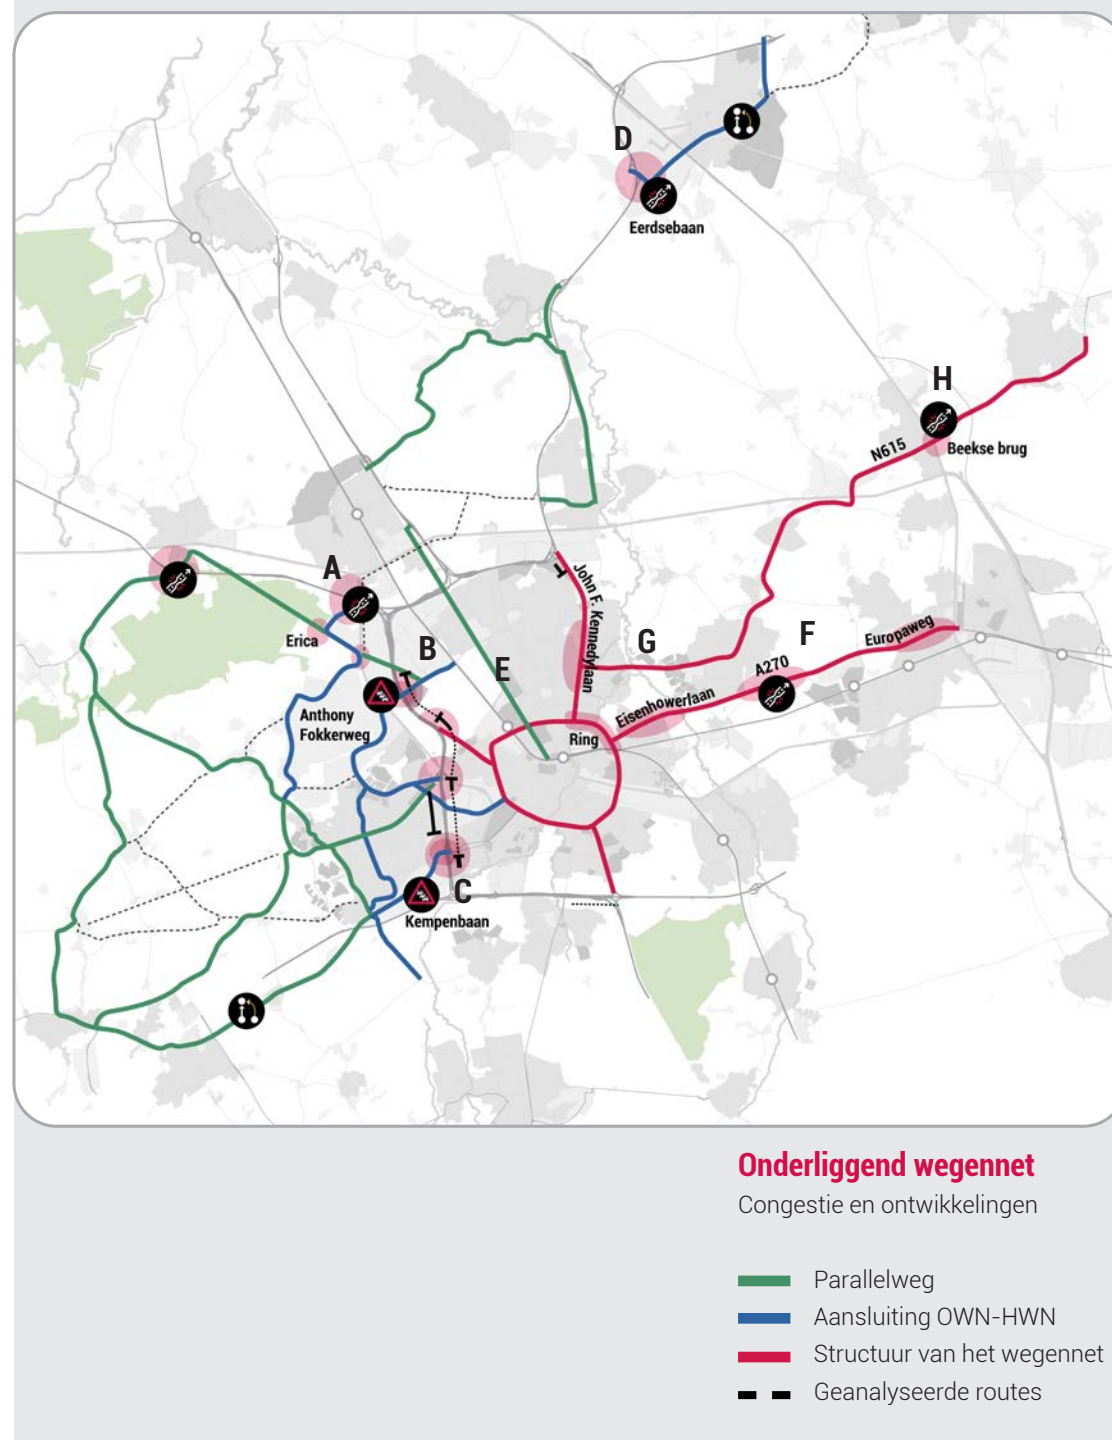 D
Eerdsebaan
H
N615
Beekse brug
A
John F. Kennedylaan
Erica
B
G
F
Europaweg
E
A270
Eisenhowerlaan
Anthony
Fokkerweg
Ring
C
Kempenbaan
Onderliggend wegennet
Congestie en ontwikkelingen
Parallelweg
Aansluiting OWN-HWN
Structuur van het wegennet
Geanalyseerde routes